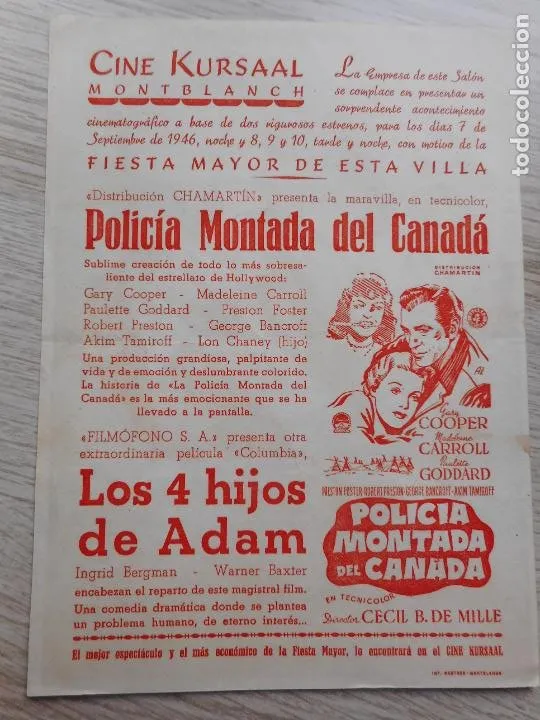 CINE KURSAAL
MONTBLANCH
La Empresa de este Salón
se complace en presentar un
sorprendente acontecimiento
cinematográfico a base de dos rigurosos estrenos, para los días 7 de
Septiembre de 1946, noche y 8, 9 y 10, tarde y noche, con motivo de la
FIESTA MAYOR DE ESTA VILLA
«Distribución CHAMARTÍN» presenta la maravilla, en tecnicolor,
Policía Montada del Canadá
Sublime creación de todo lo más sobresa-
liente del estrellato de Hollywood:
Gary Cooper - Madeleine Carroll
Paulette Goddard - Preston Foster
Robert Preston - George Bancroft
Akim Tamiroff - Lon Chaney (hijo)
Una producción grandiosa, palpitante de
vida y de emoción y deslumbrante colorido.
La historia de «La Policía Montada del
Canadá» es la más emocionante que se ha
llevado a la pantalla.
«FILMÓFONO S. A.» presenta otra
extraordinaria película «Columbia»,
Los 4 hijos
de Adam
Ingrid Bergman - Warner Baxter
encabezan el reparto de este magistral film.
Una comedia dramática donde se plantea
un problema humano, de eterno interés...
DISTRIBUCION
CHAMARTIN
Gary
COOPER
Madeleine
CARROLL
Paulette
GODDARD
PRESTON FOSTER·ROBERT PRESTON·GEORGE BANCROFT·AKIM TAMIROFF
POLICIA
MONTADA
DEL CANADA
EN TECNICOLOR
Director CECIL B. DE MILLE
El mejor espectáculo y el más económico de la Fiesta Mayor, lo encontrará en el CINE KURSAAL
todocoleccion